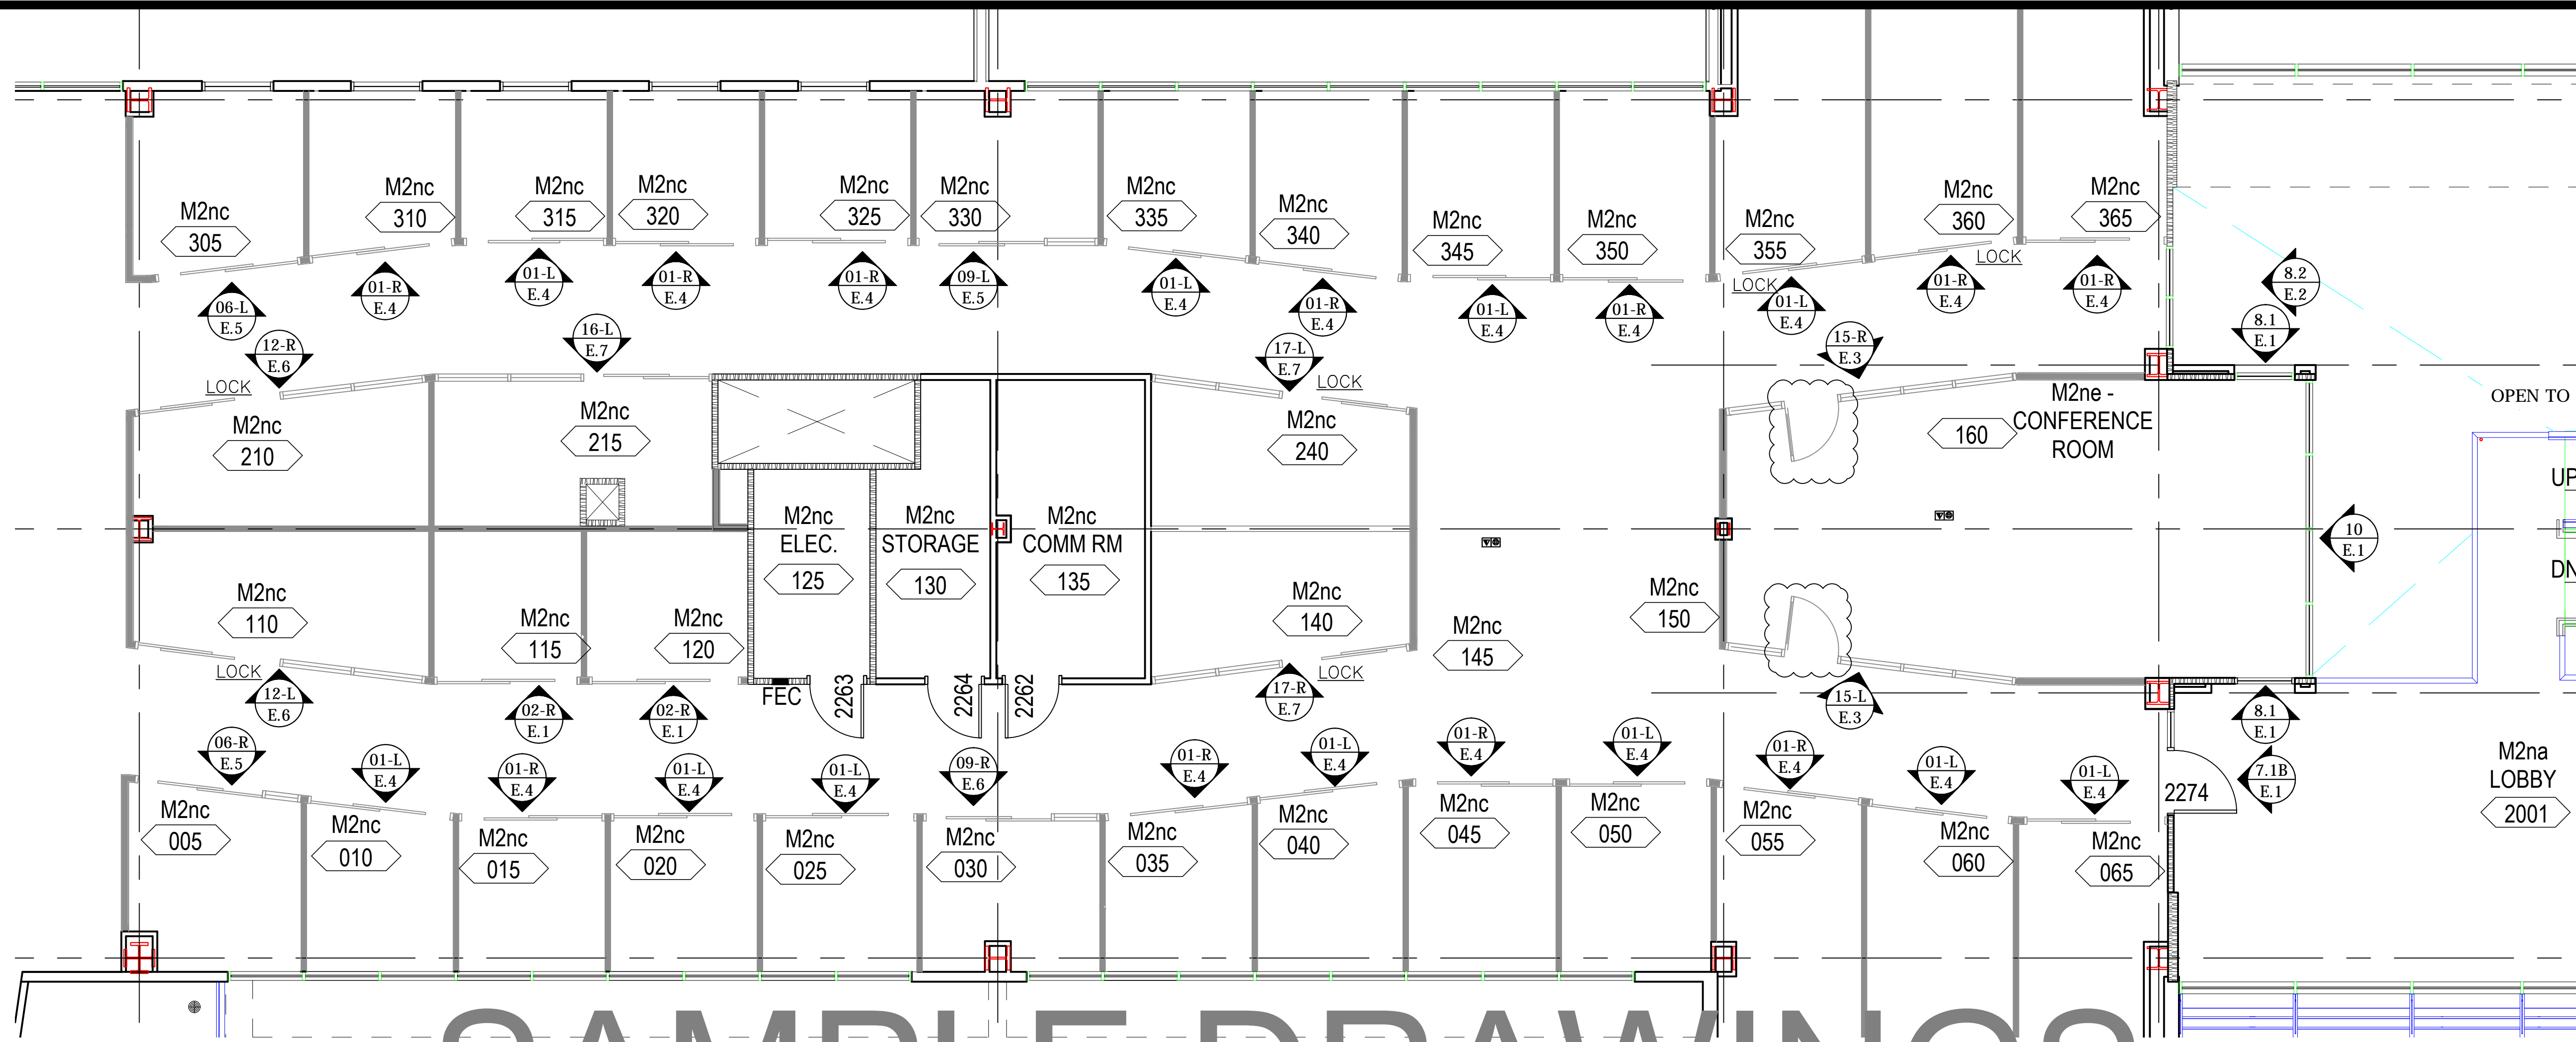 M2nc
305
M2nc
310
M2nc
315
M2nc
320
M2nc
325
M2nc
330
M2nc
335
M2nc
340
M2nc
345
M2nc
350
M2nc
355
M2nc
360
M2nc
365
LOCK
LOCK
06-L
E.5
01-R
E.4
01-L
E.4
01-R
E.4
01-R
E.4
09-L
E.5
01-L
E.4
01-R
E.4
01-L
E.4
01-R
E.4
01-L
E.4
01-R
E.4
01-R
E.4
8.2
E.2
8.1
E.1
12-R
E.6
16-L
E.7
17-L
E.7
15-R
E.3
LOCK
LOCK
M2nc
210
M2nc
215
M2nc
240
160
M2ne -
CONFERENCE
ROOM
OPEN TO
UP
DN
M2nc
ELEC.
125
M2nc
STORAGE
130
M2nc
COMM RM
135
10
E.1
M2nc
110
M2nc
115
M2nc
120
M2nc
140
M2nc
145
M2nc
150
LOCK
LOCK
FEC
2263
2264
2262
12-L
E.6
02-R
E.1
02-R
E.1
17-R
E.7
15-L
E.3
8.1
E.1
06-R
E.5
01-L
E.4
01-R
E.4
01-L
E.4
01-L
E.4
09-R
E.6
01-R
E.4
01-L
E.4
01-R
E.4
01-L
E.4
01-R
E.4
01-L
E.4
01-L
E.4
7.1B
E.1
2274
M2na
LOBBY
2001
M2nc
005
M2nc
010
M2nc
015
M2nc
020
M2nc
025
M2nc
030
M2nc
035
M2nc
040
M2nc
045
M2nc
050
M2nc
055
M2nc
060
M2nc
065
SAMPLE DRAWINGS